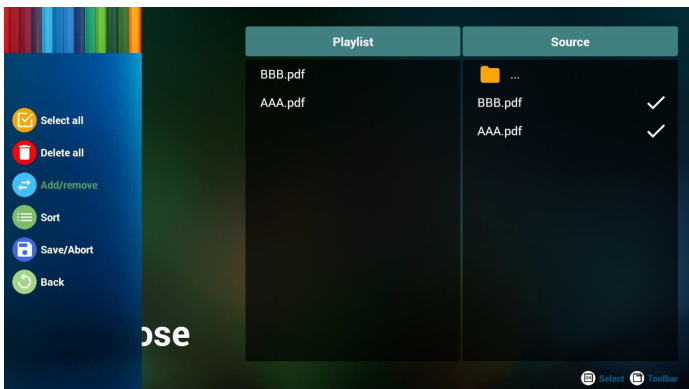 Playlist
Source
BBB.pdf
AAA.pdf
...
BBB.pdf
AAA.pdf
Select all
Delete all
Add/remove
Sort
Save/Abort
Back
ose
Select
Toolbar